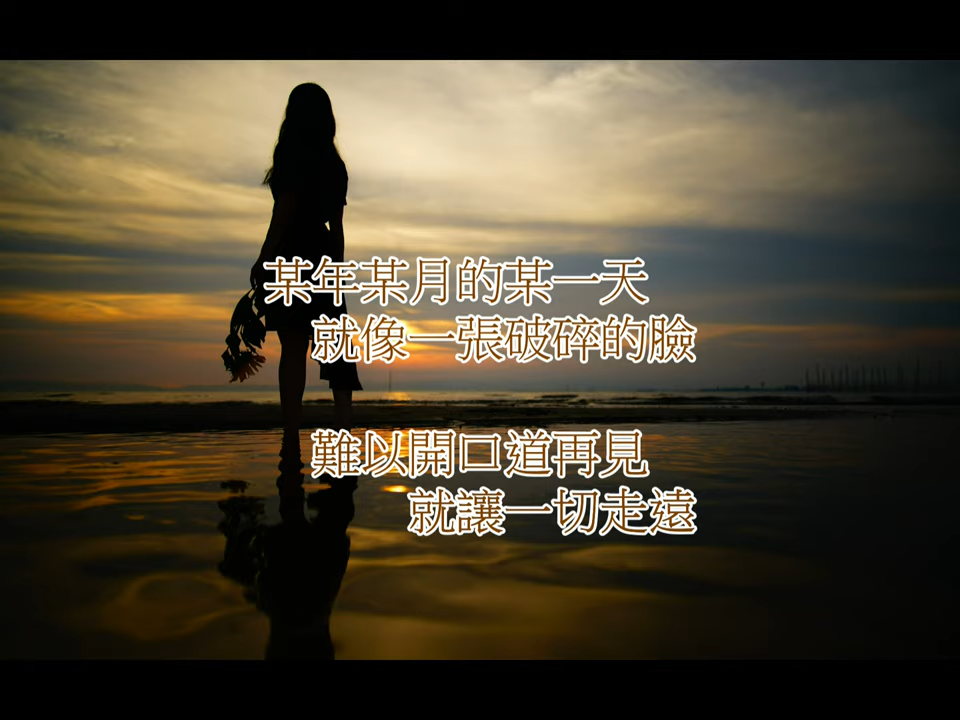 某年某月的某一天
就像一張破碎的臉
難以開口道再見
就讓一切走遠